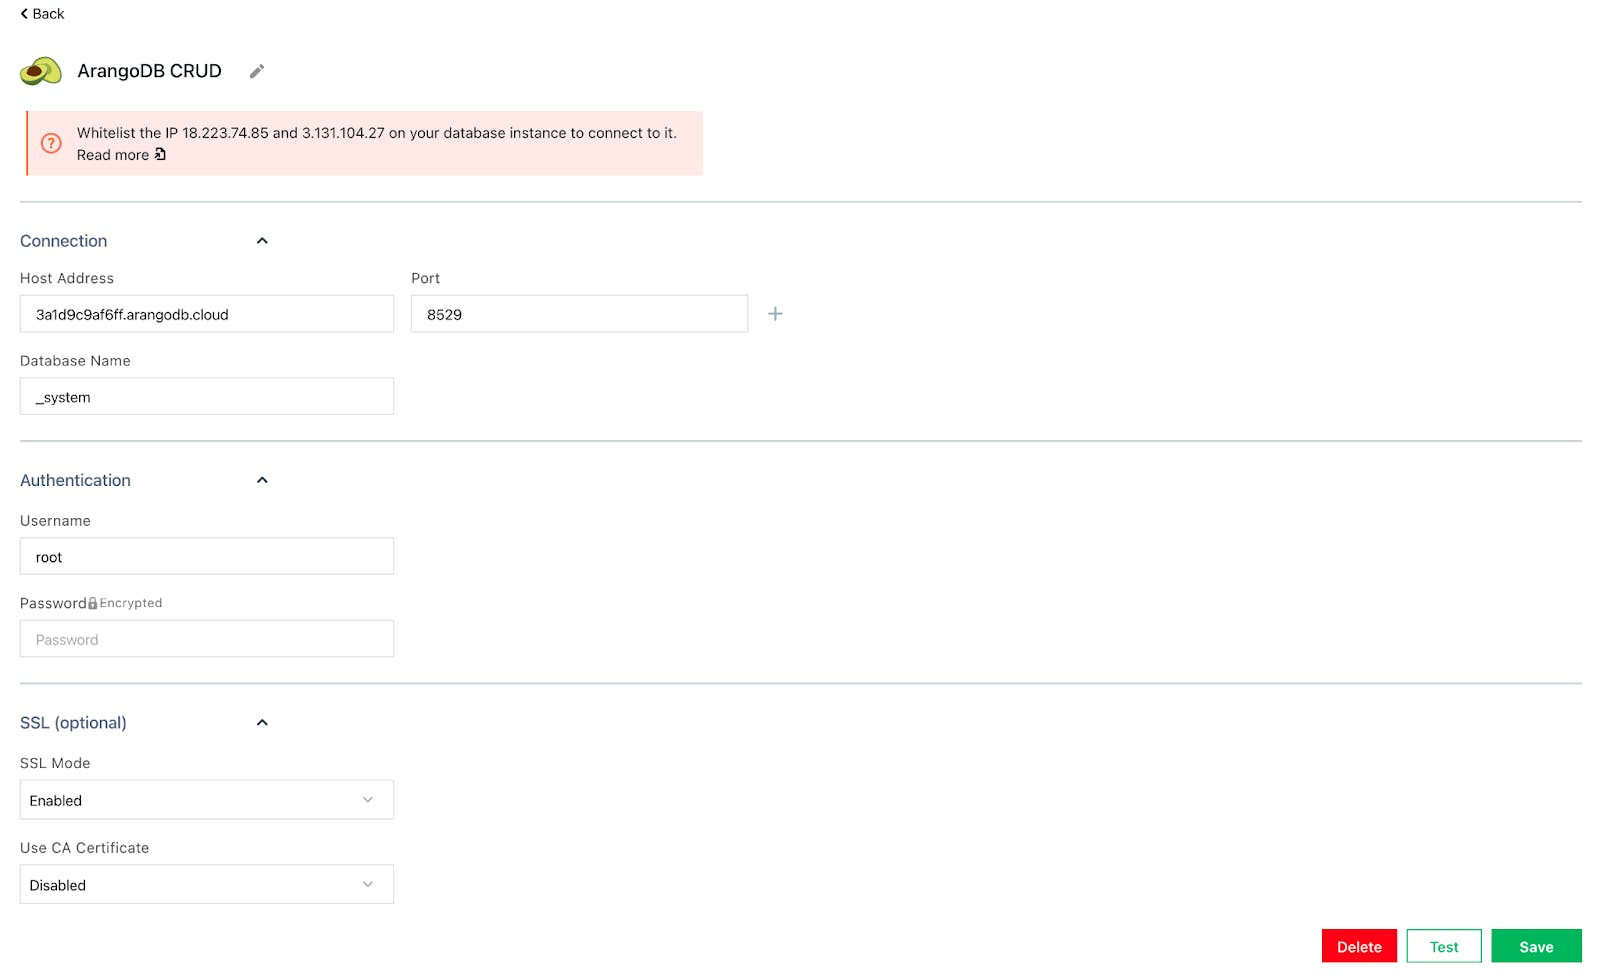 Back
ArangoDB CRUD
Whitelist the IP 18.223.74.85 and 3.131.104.27 on your database instance to connect to it.
Read more
Connection
Host Address Port
3a1d9c9af6ff.arangodb.cloud 8529
Database Name
_system
Authentication
Username
root
Password Encrypted
Password
SSL (optional)
SSL Mode
Enabled
Use CA Certificate
Disabled
Delete Test Save